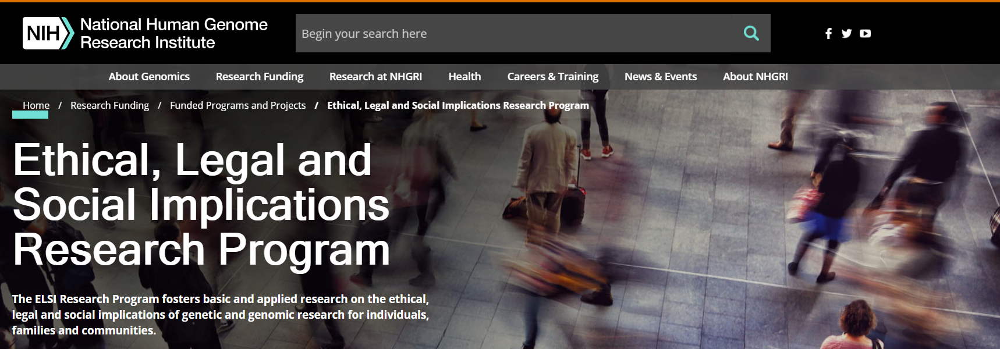 NIH
National Human Genome
Research Institute
Begin your search here
About Genomics Research Funding Research at NHGRI Health Careers & Training News & Events About NHGRI
Home / Research Funding / Funded Programs and Projects / Ethical, Legal and Social Implications Research Program
Ethical, Legal and
Social Implications
Research Program
The ELSI Research Program fosters basic and applied research on the ethical,
legal and social implications of genetic and genomic research for individuals,
families and communities.